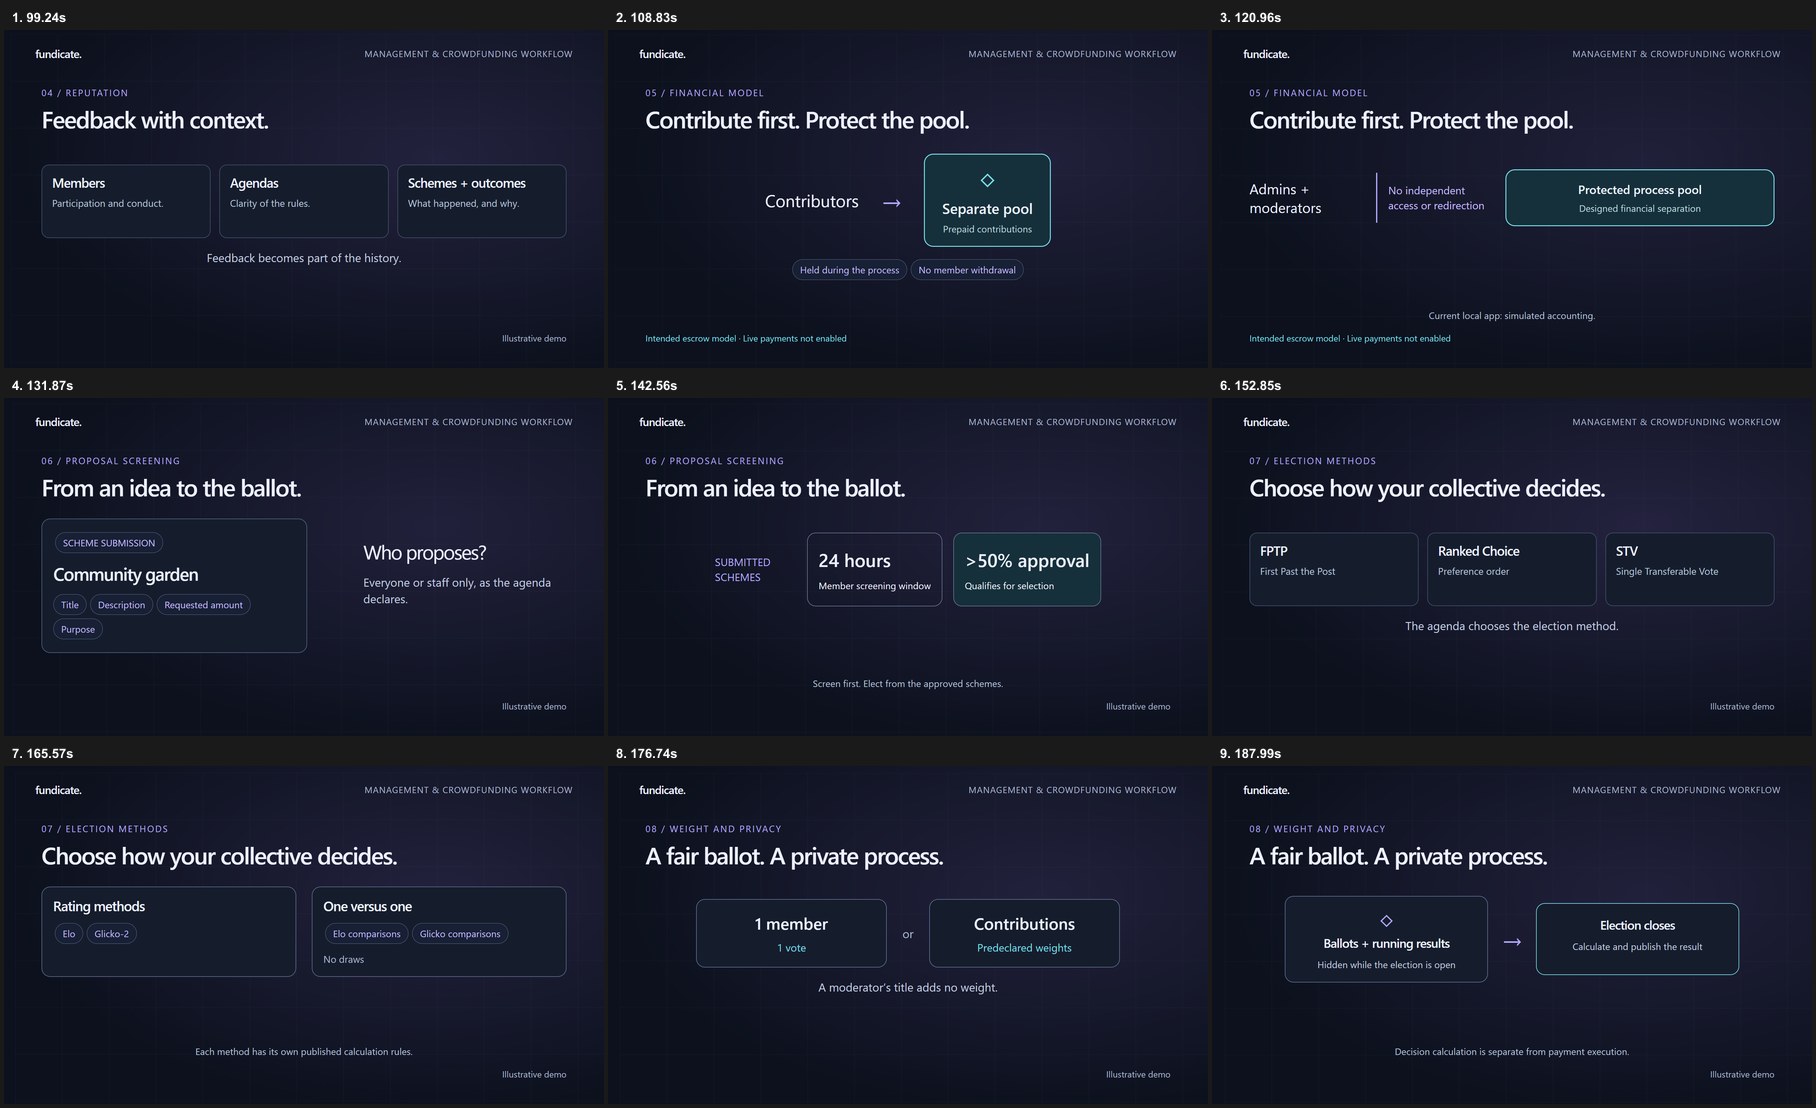 1. 99.24s
fundicate.
MANAGEMENT & CROWDFUNDING WORKFLOW
04 / REPUTATION
Feedback with context.
Members
Participation and conduct.
Agendas
Clarity of the rules.
Schemes + outcomes
What happened, and why.
Feedback becomes part of the history.
Illustrative demo
2. 108.83s
fundicate.
MANAGEMENT & CROWDFUNDING WORKFLOW
05 / FINANCIAL MODEL
Contribute first. Protect the pool.
Contributors
→
Separate pool
Prepaid contributions
Held during the process
No member withdrawal
Intended escrow model · Live payments not enabled
3. 120.96s
fundicate.
MANAGEMENT & CROWDFUNDING WORKFLOW
05 / FINANCIAL MODEL
Contribute first. Protect the pool.
Admins +
moderators
No independent
access or redirection
Protected process pool
Designed financial separation
Current local app: simulated accounting.
Intended escrow model · Live payments not enabled
4. 131.87s
fundicate.
MANAGEMENT & CROWDFUNDING WORKFLOW
06 / PROPOSAL SCREENING
From an idea to the ballot.
SCHEME SUBMISSION
Community garden
Title
Description
Requested amount
Purpose
Who proposes?
Everyone or staff only, as the agenda
declares.
Illustrative demo
5. 142.56s
fundicate.
MANAGEMENT & CROWDFUNDING WORKFLOW
06 / PROPOSAL SCREENING
From an idea to the ballot.
SUBMITTED
SCHEMES
24 hours
Member screening window
>50% approval
Qualifies for selection
Screen first. Elect from the approved schemes.
Illustrative demo
6. 152.85s
fundicate.
MANAGEMENT & CROWDFUNDING WORKFLOW
07 / ELECTION METHODS
Choose how your collective decides.
FPTP
First Past the Post
Ranked Choice
Preference order
STV
Single Transferable Vote
The agenda chooses the election method.
Illustrative demo
7. 165.57s
fundicate.
MANAGEMENT & CROWDFUNDING WORKFLOW
07 / ELECTION METHODS
Choose how your collective decides.
Rating methods
Elo
Glicko-2
One versus one
Elo comparisons
Glicko comparisons
No draws
Each method has its own published calculation rules.
Illustrative demo
8. 176.74s
fundicate.
MANAGEMENT & CROWDFUNDING WORKFLOW
08 / WEIGHT AND PRIVACY
A fair ballot. A private process.
1 member
1 vote
or
Contributions
Predeclared weights
A moderator's title adds no weight.
Illustrative demo
9. 187.99s
fundicate.
MANAGEMENT & CROWDFUNDING WORKFLOW
08 / WEIGHT AND PRIVACY
A fair ballot. A private process.
Ballots + running results
Hidden while the election is open
→
Election closes
Calculate and publish the result
Decision calculation is separate from payment execution.
Illustrative demo